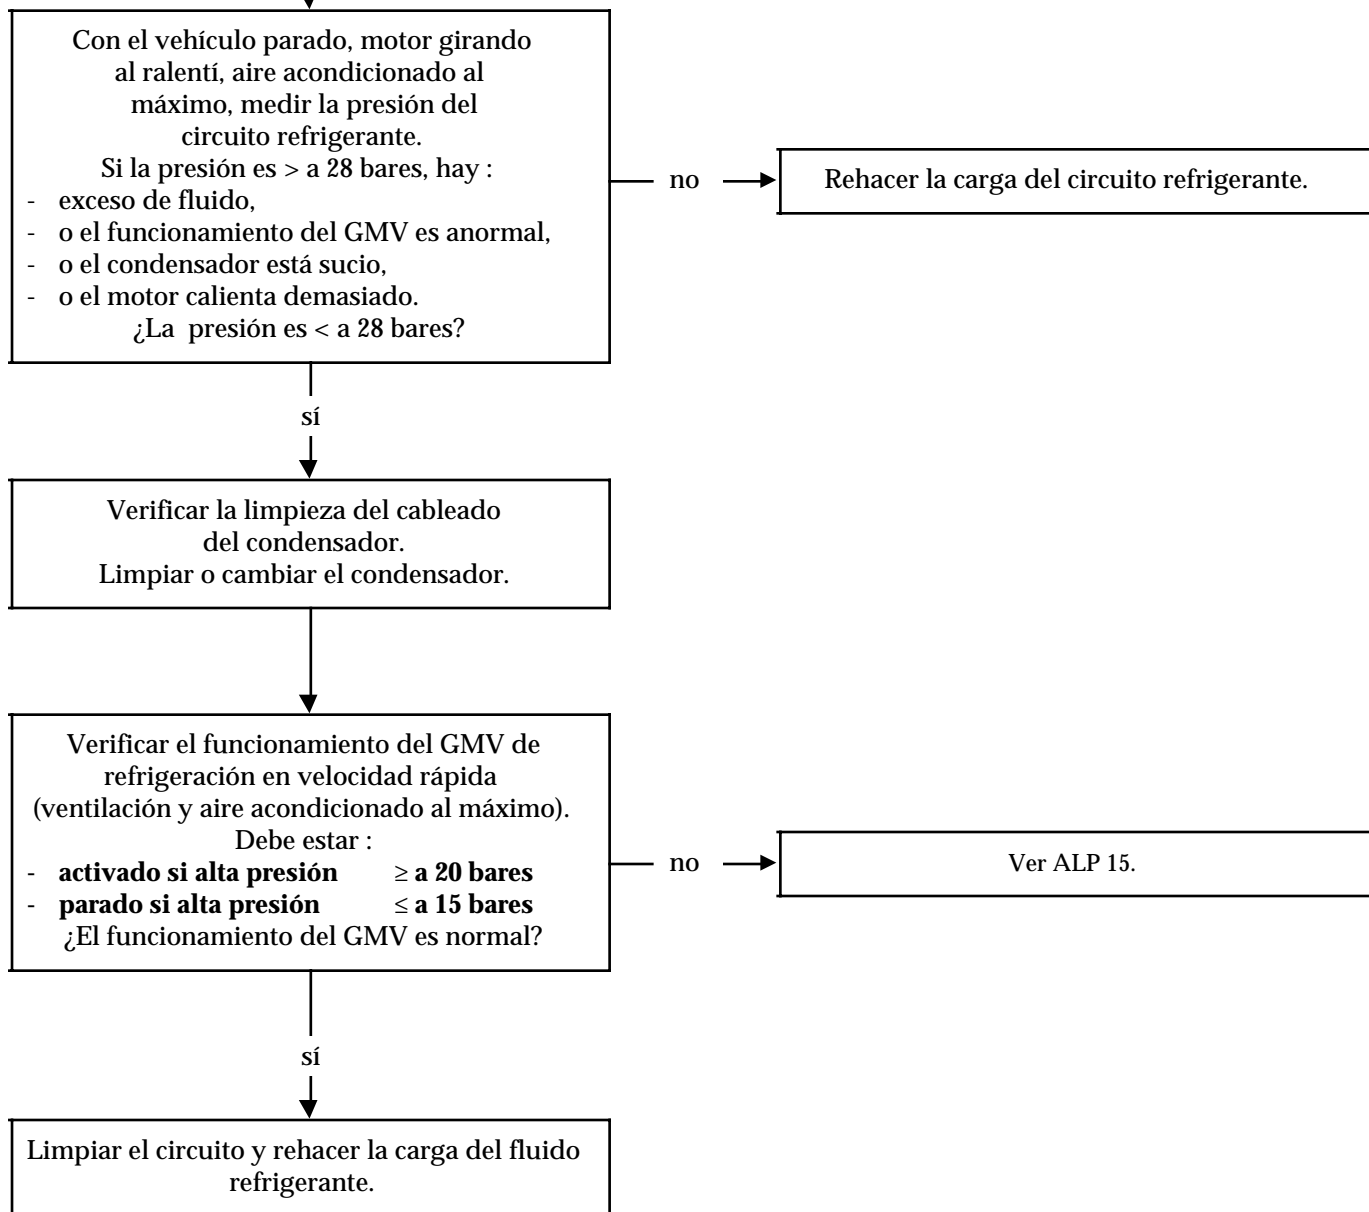 Con el vehículo parado, motor girando
al ralentí, aire acondicionado al
máximo, medir la presión del
circuito refrigerante.
Si la presión es > a 28 bares, hay :
- exceso de fluido,
- o el funcionamiento del GMV es anormal,
- o el condensador está sucio,
- o el motor calienta demasiado.
¿La presión es < a 28 bares?
no
Rehacer la carga del circuito refrigerante.
sí
Verificar la limpieza del cableado
del condensador.
Limpiar o cambiar el condensador.
Verificar el funcionamiento del GMV de
refrigeración en velocidad rápida
(ventilación y aire acondicionado al máximo).
Debe estar :
- activado si alta presión ≥ a 20 bares
- parado si alta presión ≤ a 15 bares
¿El funcionamiento del GMV es normal?
no
Ver ALP 15.
sí
Limpiar el circuito y rehacer la carga del fluido
refrigerante.